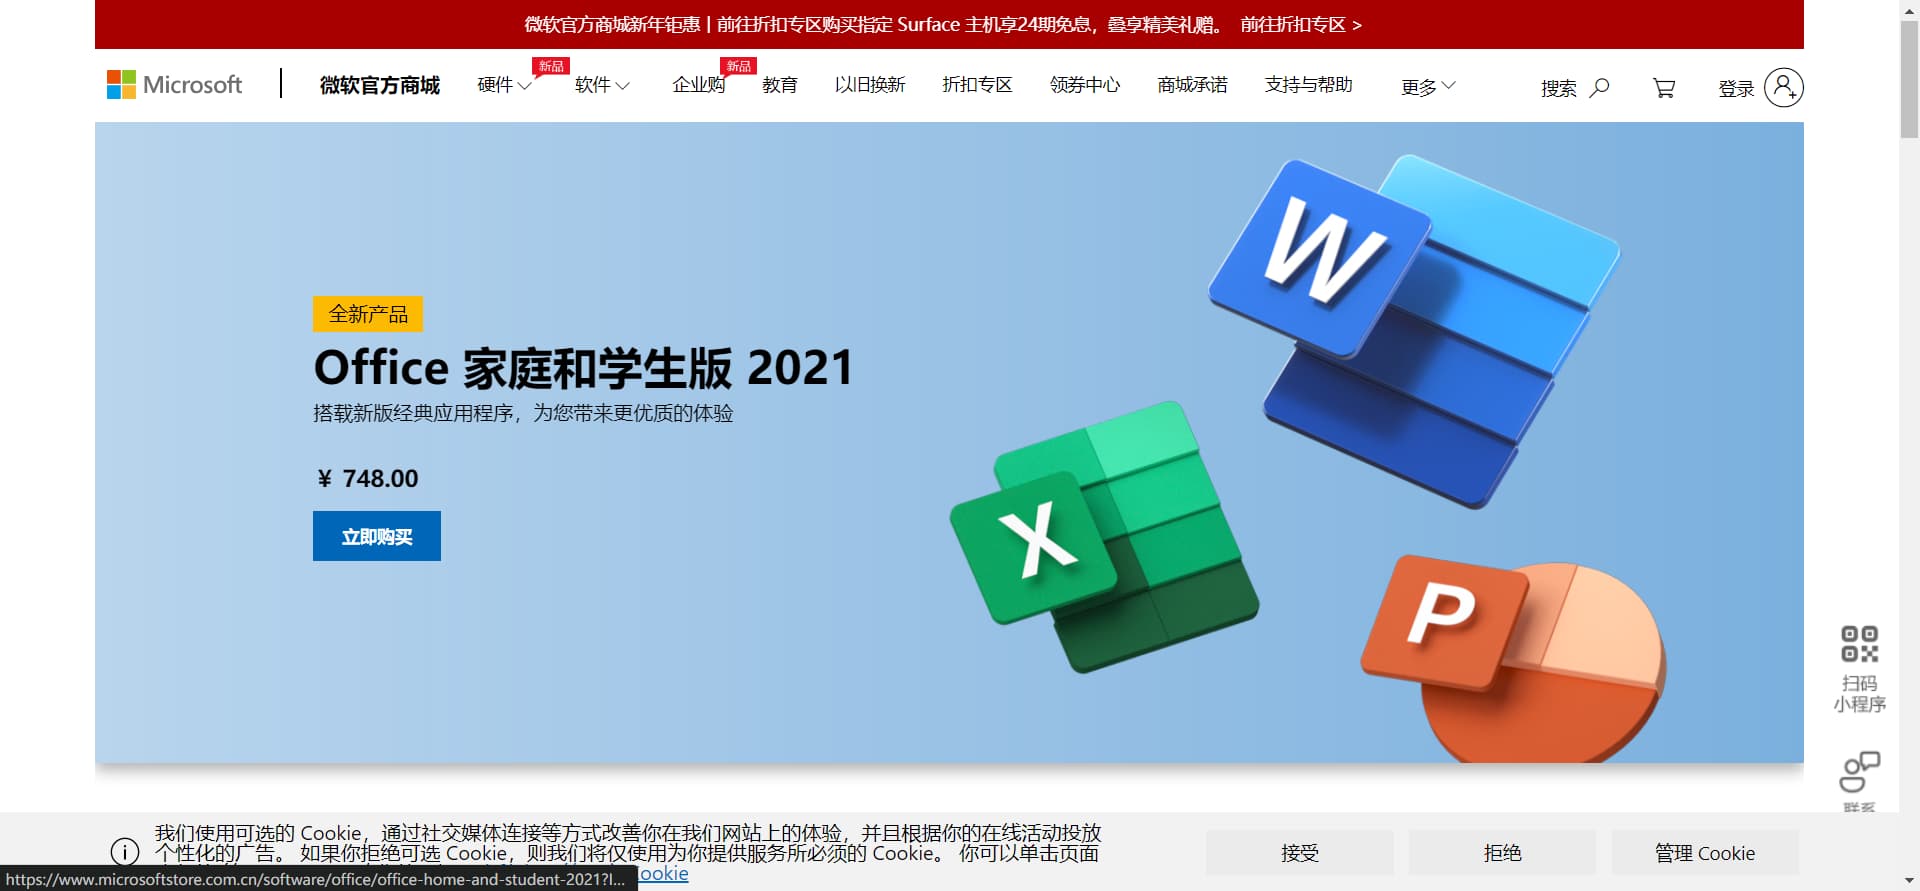 微软官方商城新年钜惠丨前往折扣专区购买指定 Surface 主机享24期免息，叠享精美礼赠。 前往折扣专区 >
Microsoft
微软官方商城
硬件
新品
软件
企业购
新品
教育
以旧换新
折扣专区
领券中心
商城承诺
支持与帮助
更多
搜索
登录
全新产品
Office 家庭和学生版 2021
搭载新版经典应用程序，为您带来更优质的体验
¥ 748.00
立即购买
W
X
P
扫码
小程序
联系
我们使用可选的 Cookie，通过社交媒体连接等方式改善你在我们网站上的体验，并且根据你的在线活动投放
个性化的广告。 如果你拒绝可选 Cookie，则我们将仅使用为你提供服务所必须的 Cookie。 你可以单击页面
ookie
接受
拒绝
管理 Cookie
https://www.microsoftstore.com.cn/software/office/office-home-and-student-2021?l...